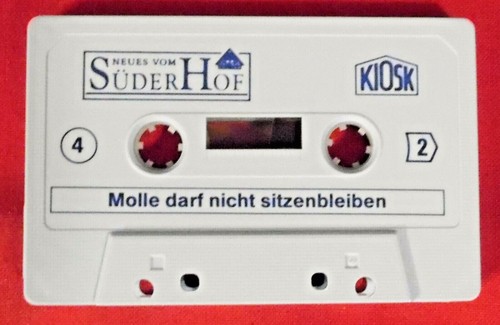 NEUES VOM
SÜDERHOF
KIOSK
4
2
Molle darf nicht sitzenbleiben